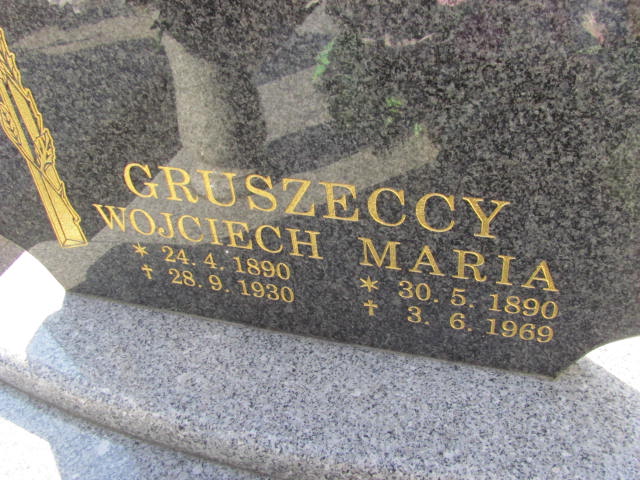 GRUSZECCY
WOJCIECH
* 24. 4. 1890
† 28. 9. 1930
MARIA
* 30. 5. 1890
† 3. 6. 1969